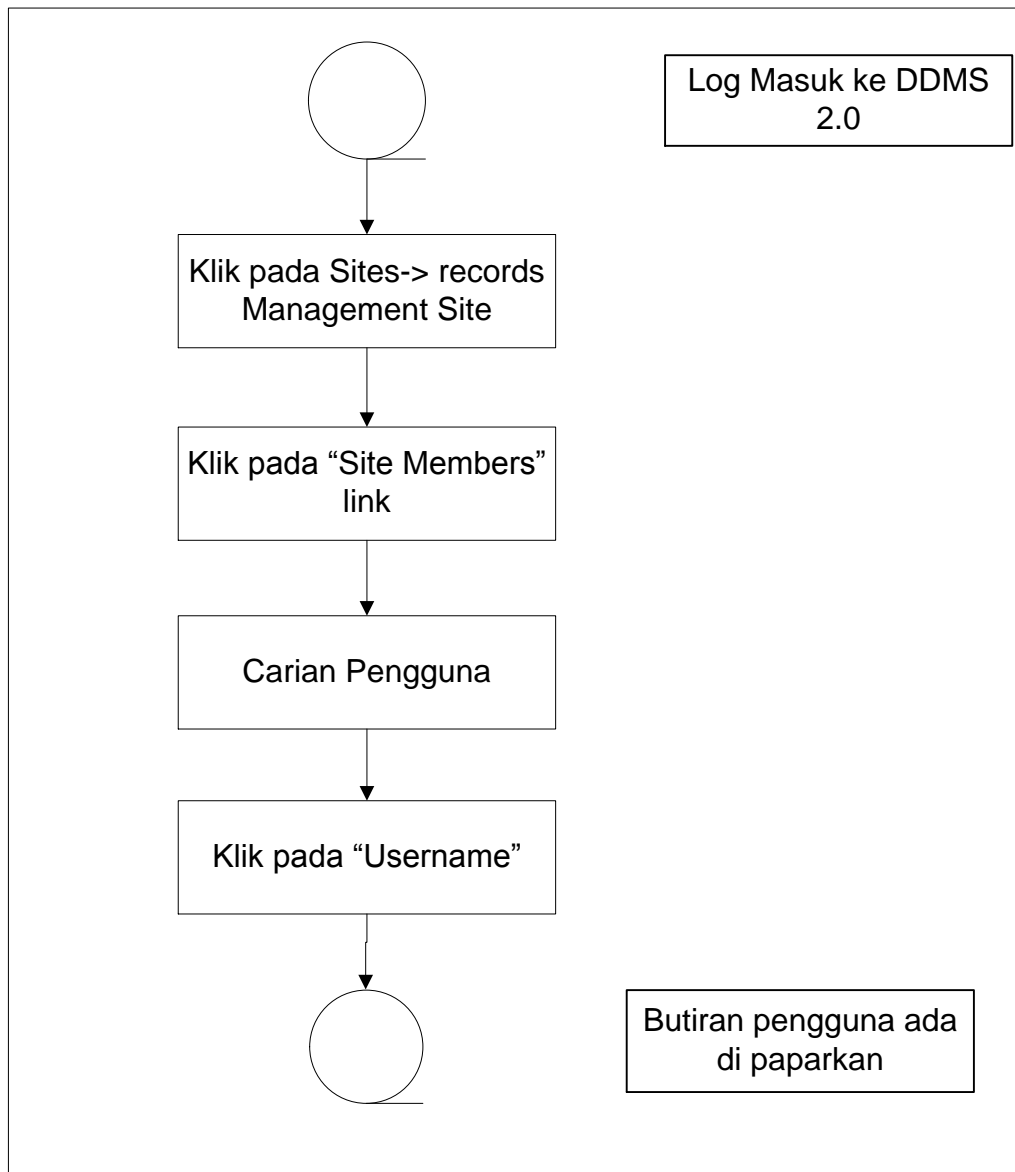 Log Masuk ke DDMS
2.0
Klik pada Sites-> records
Management Site
Klik pada “Site Members”
link
Carian Pengguna
Klik pada “Username”
Butiran pengguna ada
di paparkan